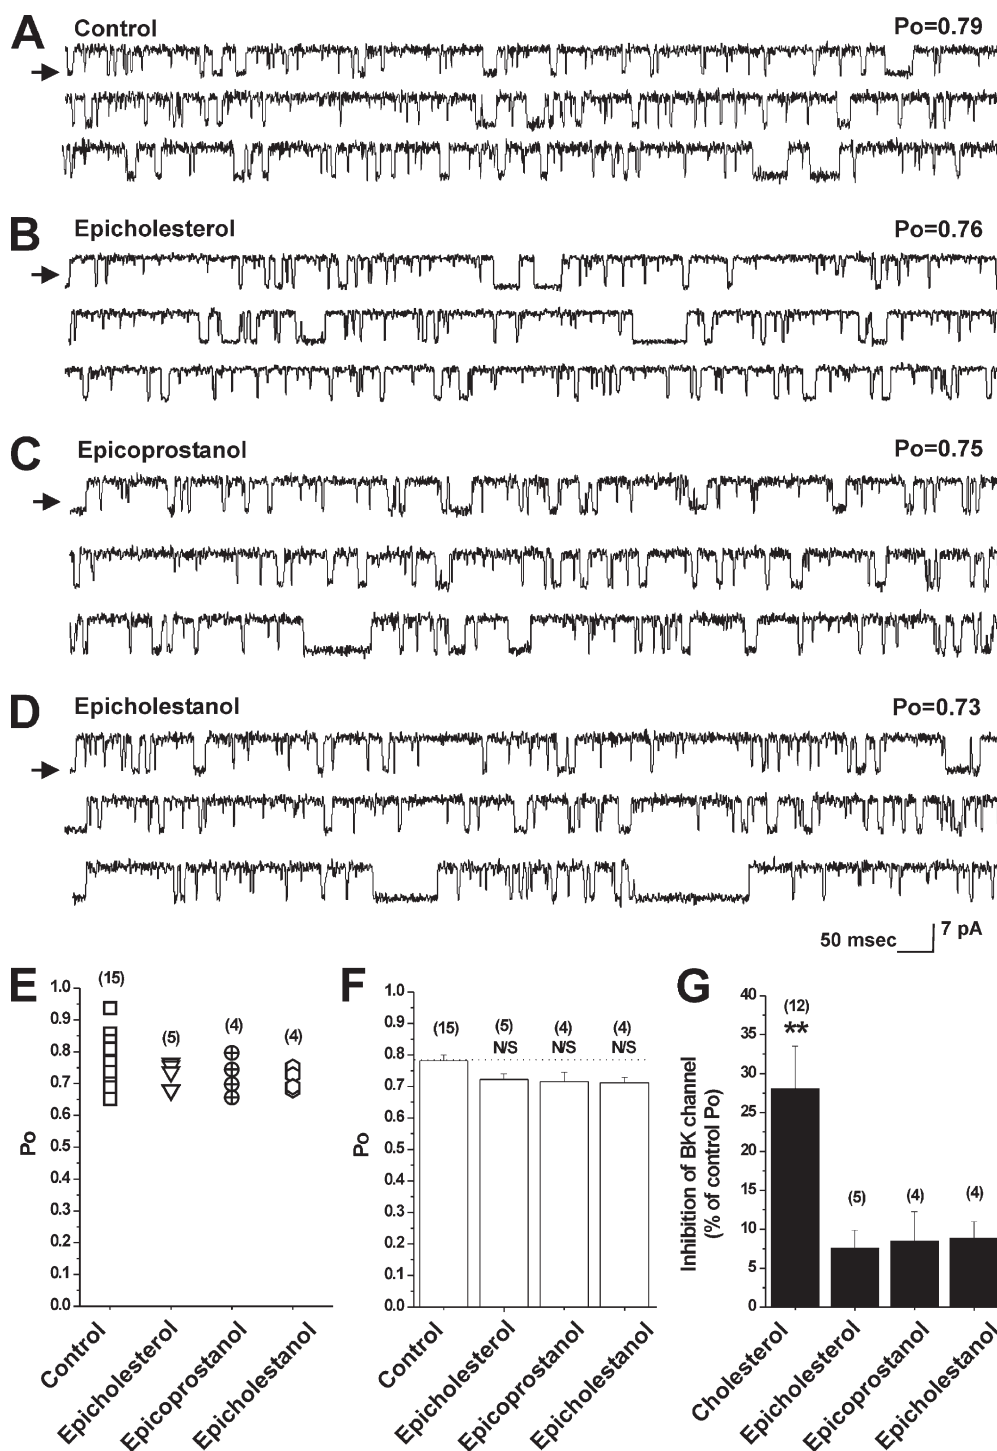 A Control Po=0.79
B Epicholesterol Po=0.76
C Epicoprostanol Po=0.75
D Epicholestanol Po=0.73
50 msec 7 pA
E
Po
1.0
0.9
0.8
0.7
0.6
0.5
0.4
0.3
0.2
0.1
0.0
(15)
(5)
(4)
(4)
Control
Epicholesterol
Epicoprostanol
Epicholestanol
F
Po
1.0
0.9
0.8
0.7
0.6
0.5
0.4
0.3
0.2
0.1
0.0
(15)
(5)
N/S
(4)
N/S
(4)
N/S
Control
Epicholesterol
Epicoprostanol
Epicholestanol
G
Inhibition of BK channel
(% of control Po)
40
35
30
25
20
15
10
5
0
(12)
**
(5)
(4)
(4)
Cholesterol
Epicholesterol
Epicoprostanol
Epicholestanol